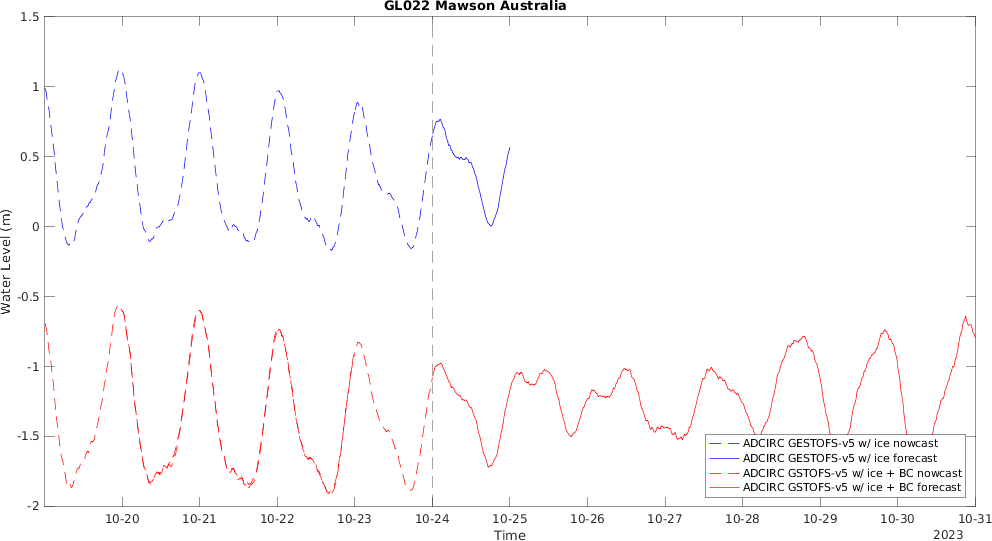 GL022 Mawson Australia
1.5
1
0.5
0
-0.5
-1
-1.5
-2
Water Level (m)
ADCIRC GESTOFS-v5 w/ ice nowcast
ADCIRC GESTOFS-v5 w/ ice forecast
ADCIRC GSTOFS-v5 w/ ice + BC nowcast
ADCIRC GSTOFS-v5 w/ ice + BC forecast
10-20 10-21 10-22 10-23 10-24 10-25 10-26 10-27 10-28 10-29 10-30 10-31
Time
2023